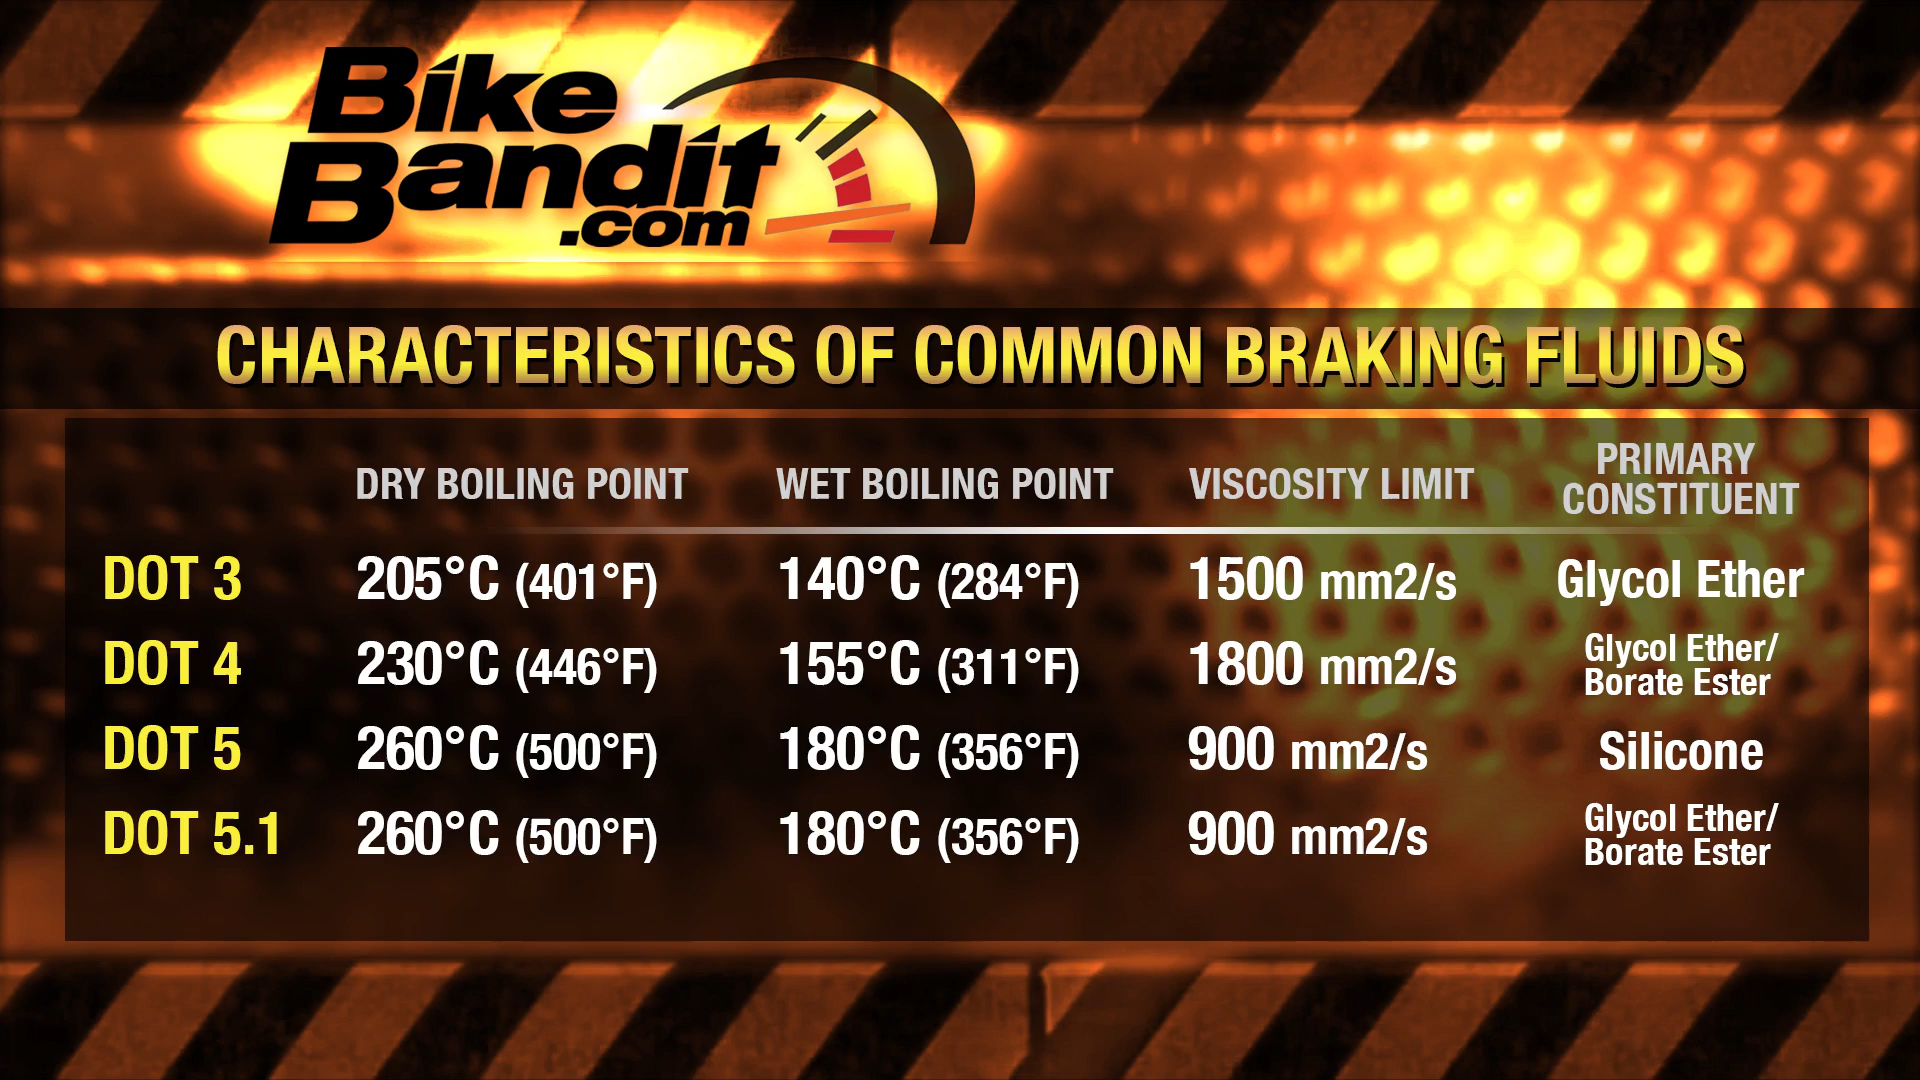 Bike
Bandit
.com
CHARACTERISTICS OF COMMON BRAKING FLUIDS
DRY BOILING POINT WET BOILING POINT VISCOSITY LIMIT PRIMARY
CONSTITUENT
DOT 3 205°C (401°F) 140°C (284°F) 1500 mm2/s Glycol Ether
DOT 4 230°C (446°F) 155°C (311°F) 1800 mm2/s Glycol Ether/
Borate Ester
DOT 5 260°C (500°F) 180°C (356°F) 900 mm2/s Silicone
DOT 5.1 260°C (500°F) 180°C (356°F) 900 mm2/s Glycol Ether/
Borate Ester